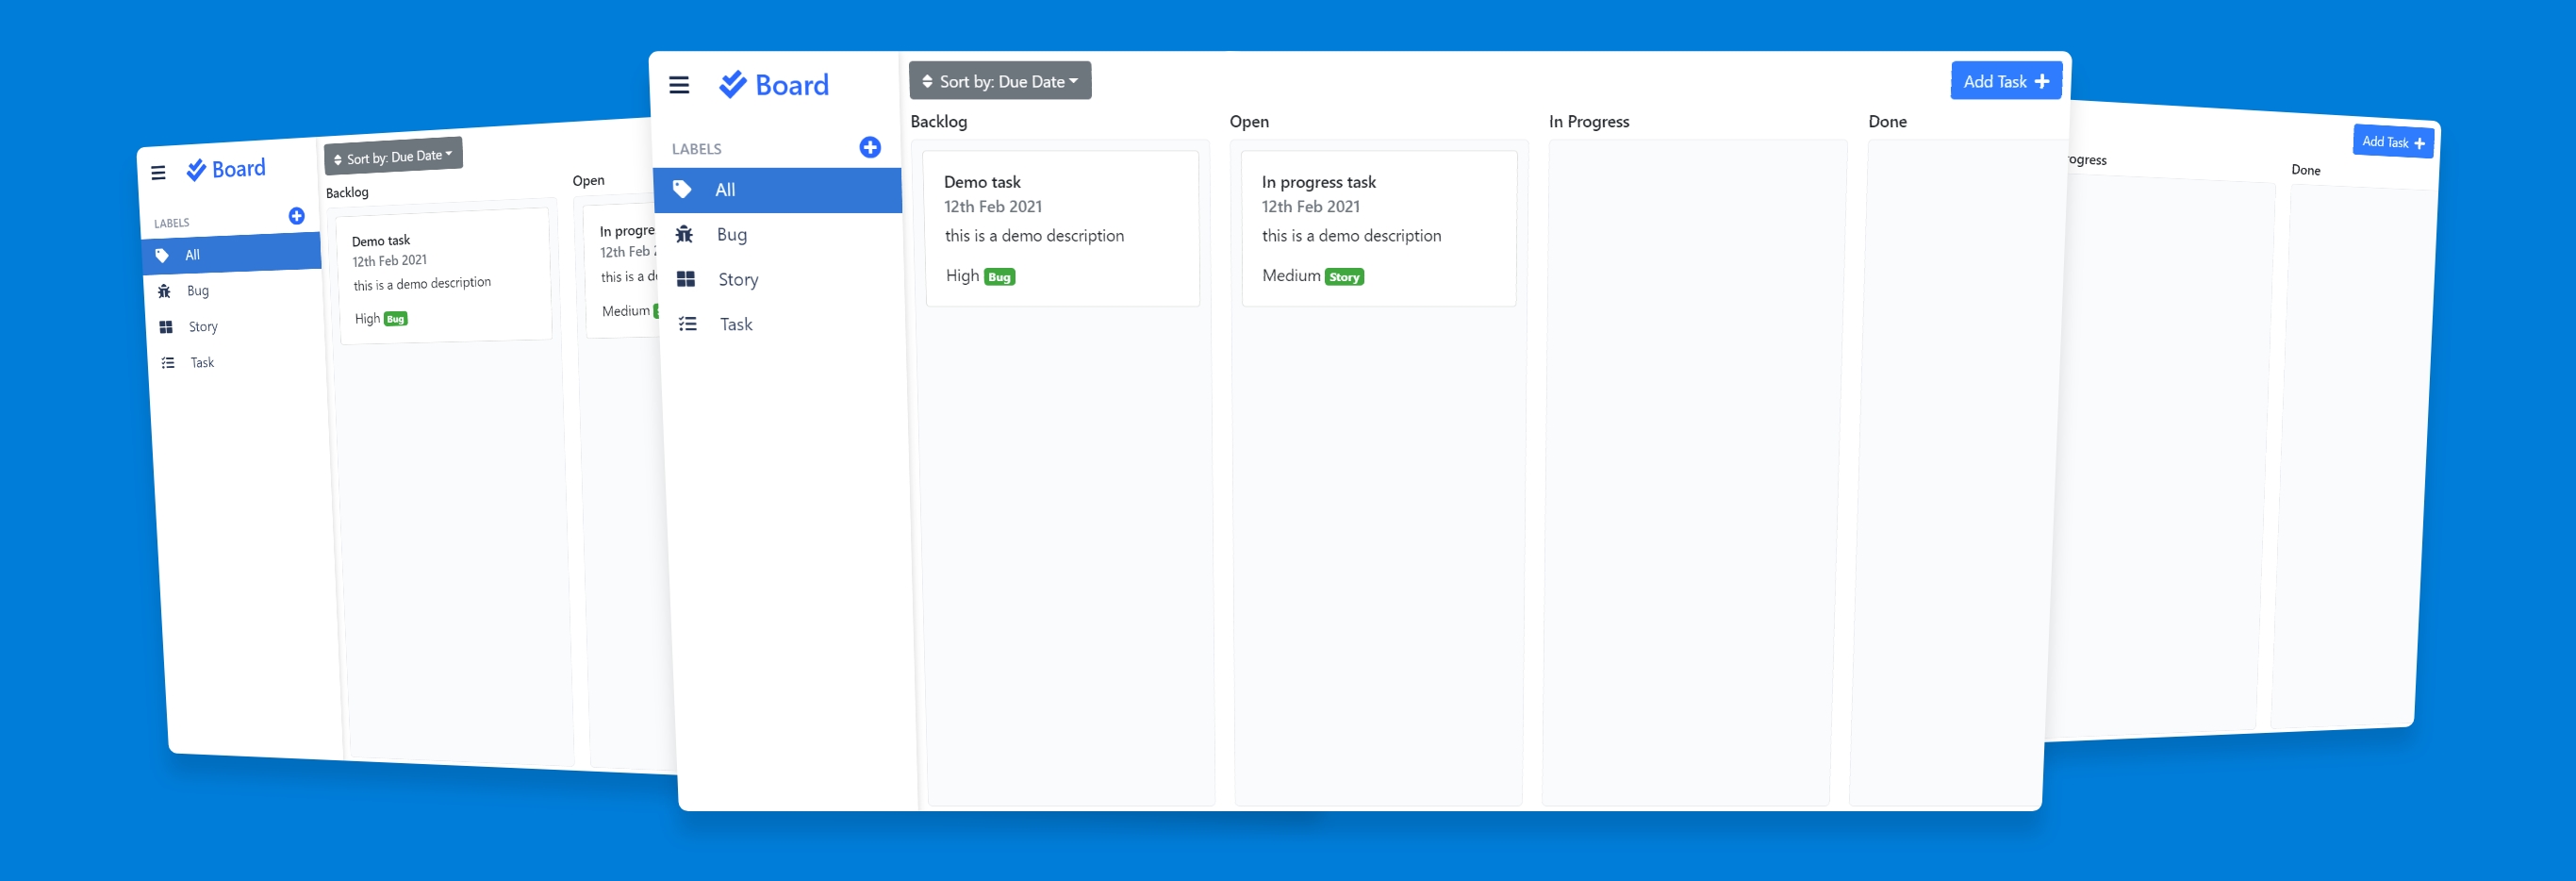 Board
Sort by: Due Date
LABELS
All
Bug
Story
Task
Backlog
Demo task
12th Feb 2021
this is a demo description
High Bug
Open
In progre
12th Feb
this is a d
Medium
Board
Sort by: Due Date
Add Task
LABELS
All
Bug
Story
Task
Backlog
Demo task
12th Feb 2021
this is a demo description
High Bug
Open
In progress task
12th Feb 2021
this is a demo description
Medium Story
In Progress
Done
Add Task
ogress
Done